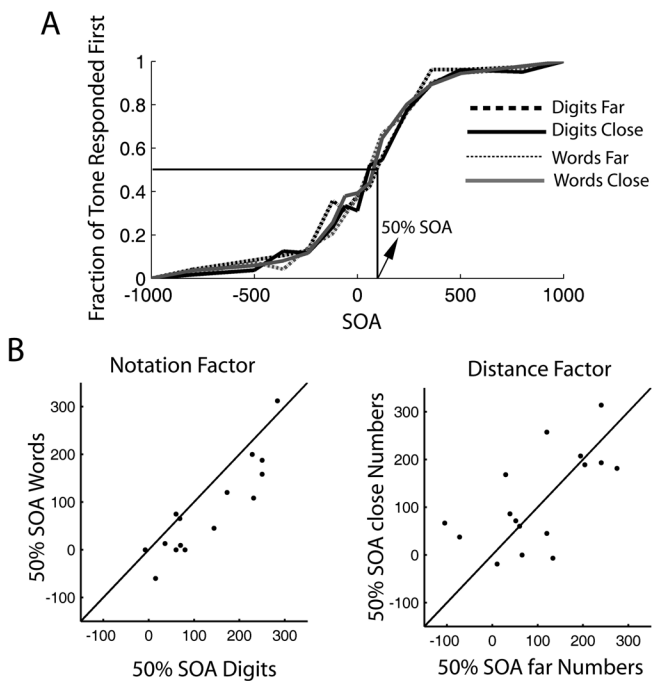 A
Fraction of Tone Responded First
1
0.8
0.6
0.4
0.2
0
-1000
-500
0
500
1000
SOA
50% SOA
Digits Far
Digits Close
Words Far
Words Close
B
Notation Factor
50% SOA Words
300
200
100
0
-100
-100
0
100
200
300
50% SOA Digits
Distance Factor
50% SOA close Numbers
300
200
100
0
-100
-100
0
100
200
300
50% SOA far Numbers